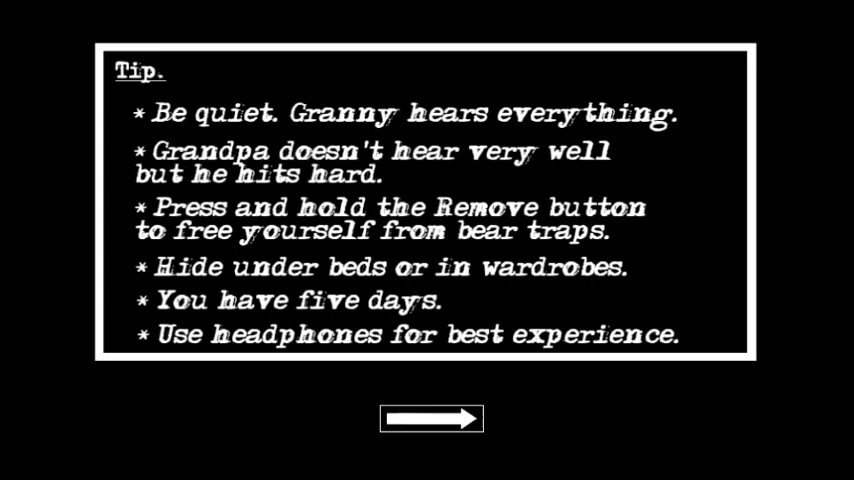 Tip.
* Be quiet. Granny hears everything.
* Grandpa doesn't hear very well
but he hits hard.
* Press and hold the Remove button
to free yourself from bear traps.
* Hide under beds or in wardrobes.
* You have five days.
* Use headphones for best experience.